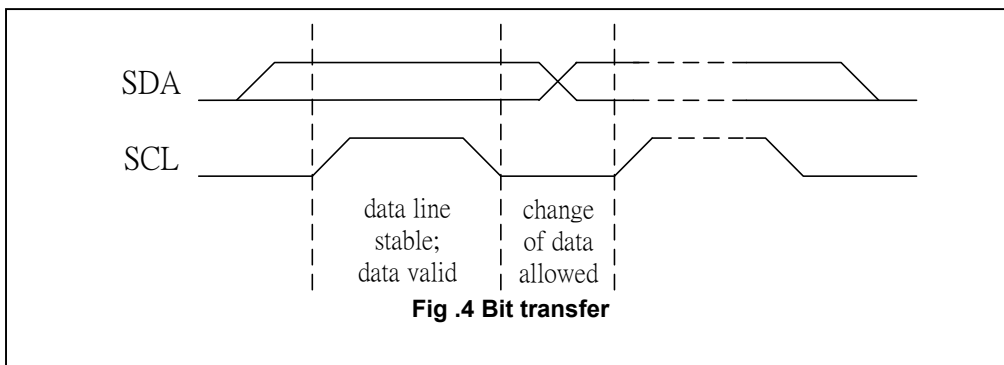 SDA
SCL
data line
stable;
data valid
change
of data
allowed
Fig .4 Bit transfer